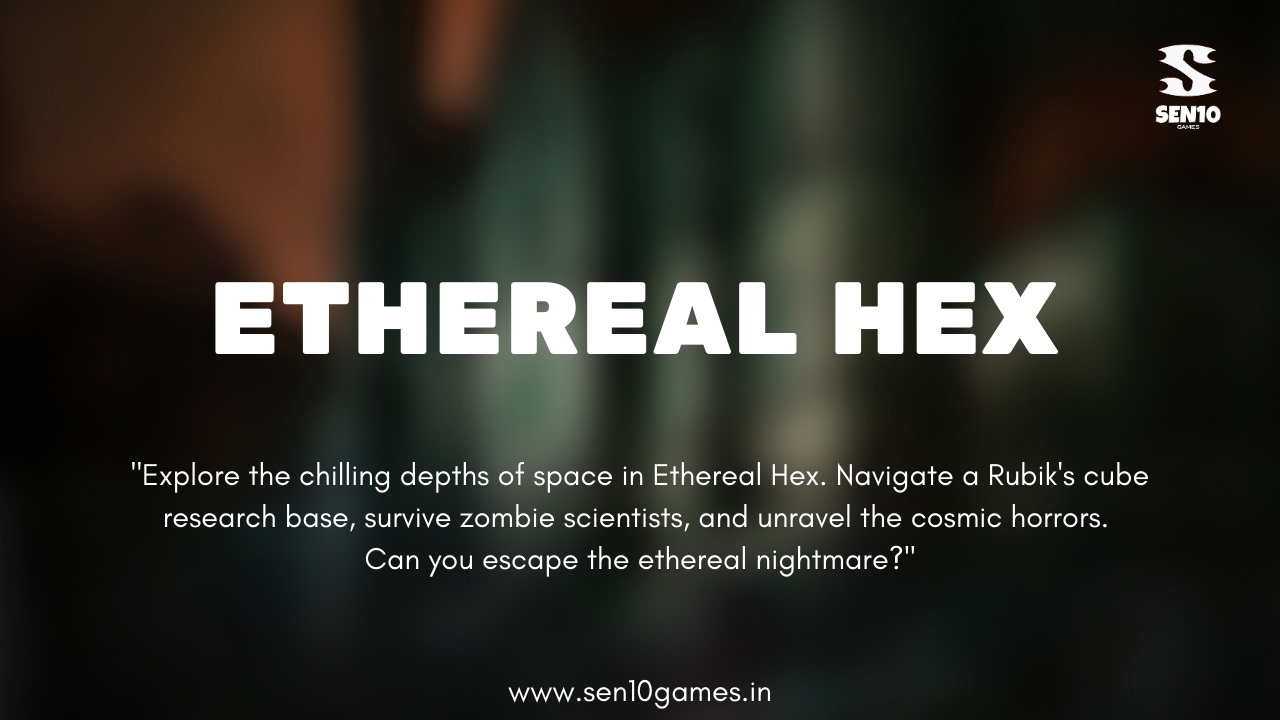 SEN10
GAMES
ETHEREAL HEX
"Explore the chilling depths of space in Ethereal Hex. Navigate a Rubik's cube
research base, survive zombie scientists, and unravel the cosmic horrors.
Can you escape the ethereal nightmare?"
www.sen10games.in